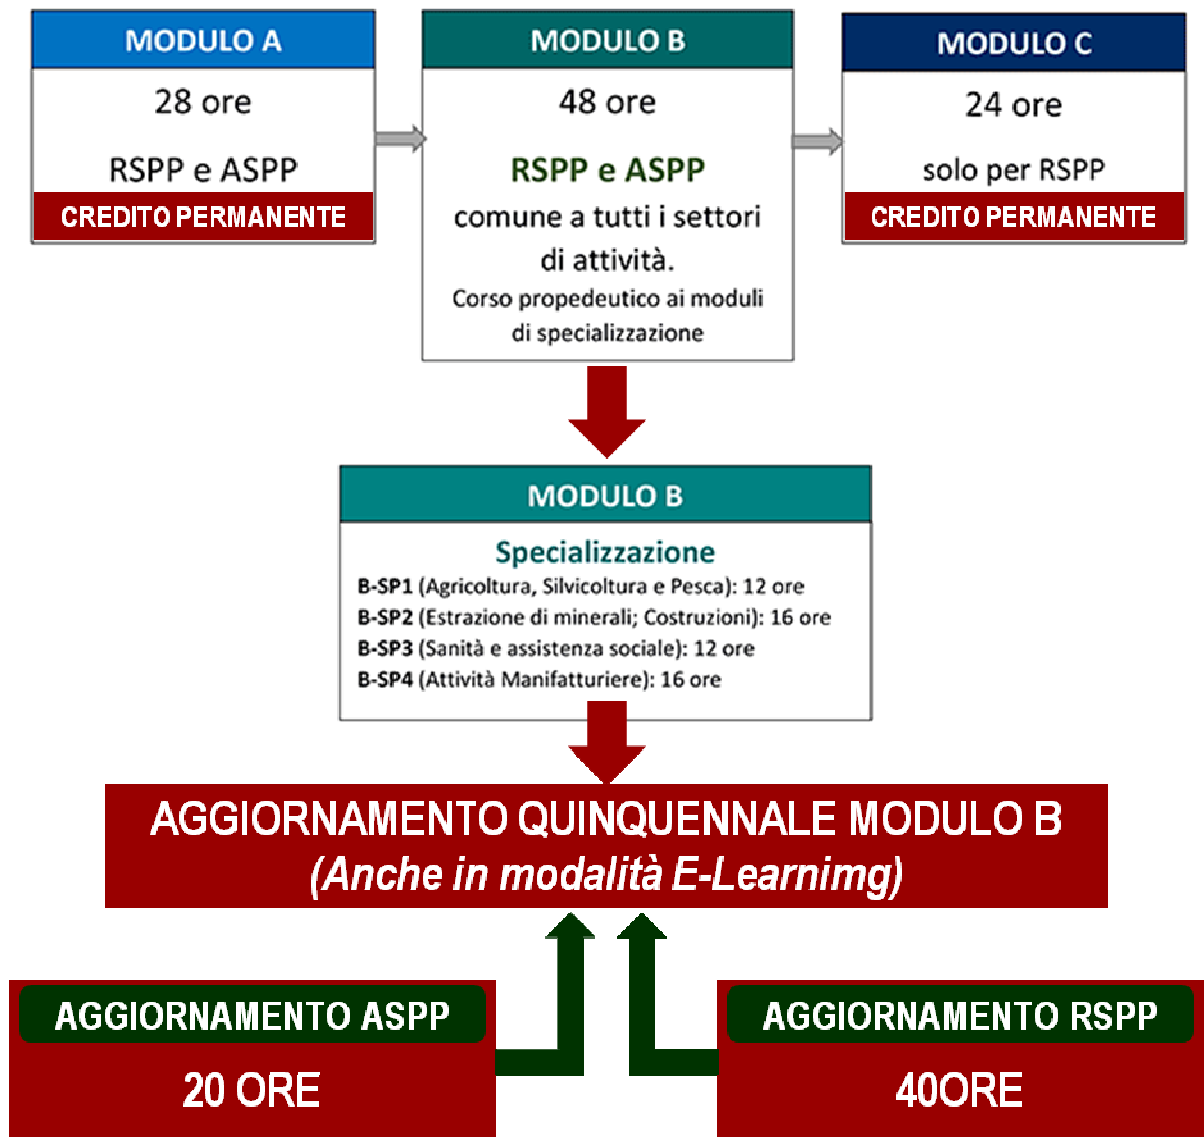 MODULO A
28 ore
RSPP e ASPP
CREDITO PERMANENTE
MODULO B
48 ore
RSPP e ASPP
comune a tutti i settori
di attività.
Corso propedeutico ai moduli
di specializzazione
MODULO C
24 ore
solo per RSPP
CREDITO PERMANENTE
MODULO B
Specializzazione
B-SP1 (Agricoltura, Silvicoltura e Pesca): 12 ore
B-SP2 (Estrazione di minerali; Costruzioni): 16 ore
B-SP3 (Sanità e assistenza sociale): 12 ore
B-SP4 (Attività Manifatturiere): 16 ore
AGGIORNAMENTO QUINQUENNALE MODULO B
(Anche in modalità E-Learnimg)
AGGIORNAMENTO ASPP
20 ORE
AGGIORNAMENTO RSPP
40ORE